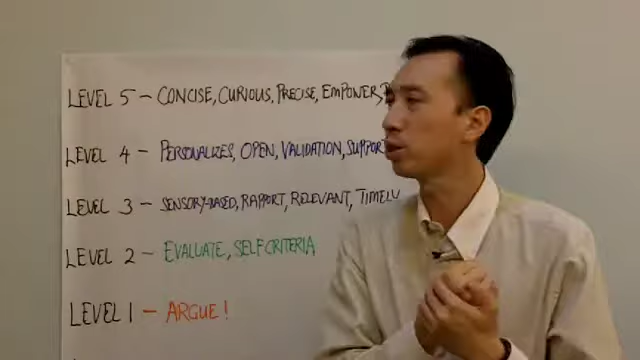 LEVEL 5 - CONCISE, CURIOUS, PRECISE, EMPOWER,
LEVEL 4 - PERSONALIZES, OPEN, VALIDATION, SUPPORT
LEVEL 3 - SENSORY-BASED, RAPPORT, RELEVANT, TIMELY
LEVEL 2 - EVALUATE, SELF CRITERIA
LEVEL 1 - ARGUE!